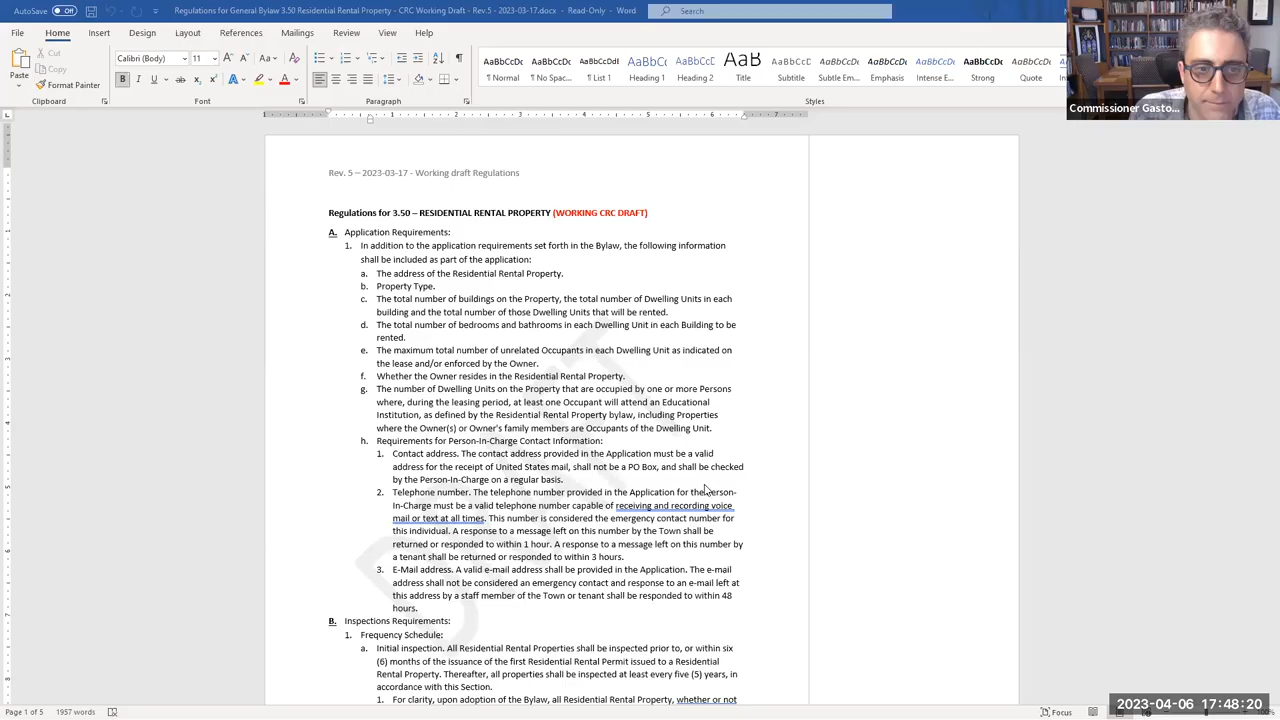 AutoSave Off
Regulations for General Bylaw 3.50 Residential Rental Property - CRC Working Draft - Rev.5 - 2023-03-17.docx - Read-Only - Word
Search
File Home Insert Design Layout References Mailings Review View Help
Cut
Copy
Format Painter
Paste
Calibri (Body) 11
AaBbCcDc AaBbCcDc AaBbCcDdI AaBbCcI AaBbCcI AaB AaBbCcD AaBbCcDc AaBbCcDc AaBbCcDc AaBbCcDc AaBbCcDc
¶ Normal ¶ No Spac... ¶ List 1 Heading 1 Heading 2 Title Subtitle Subtle Em... Emphasis Intense E... Strong Quote
Clipboard Font Paragraph Styles
Commissioner Gasto...
Rev. 5 – 2023-03-17 - Working draft Regulations
Regulations for 3.50 – RESIDENTIAL RENTAL PROPERTY (WORKING CRC DRAFT)
A. Application Requirements:
1. In addition to the application requirements set forth in the Bylaw, the following information
shall be included as part of the application:
a. The address of the Residential Rental Property.
b. Property Type.
c. The total number of buildings on the Property, the total number of Dwelling Units in each
building and the total number of those Dwelling Units that will be rented.
d. The total number of bedrooms and bathrooms in each Dwelling Unit in each Building to be
rented.
e. The maximum total number of unrelated Occupants in each Dwelling Unit as indicated on
the lease and/or enforced by the Owner.
f. Whether the Owner resides in the Residential Rental Property.
g. The number of Dwelling Units on the Property that are occupied by one or more Persons
where, during the leasing period, at least one Occupant will attend an Educational
Institution, as defined by the Residential Rental Property bylaw, including Properties
where the Owner(s) or Owner's family members are Occupants of the Dwelling Unit.
h. Requirements for Person-In-Charge Contact Information:
1. Contact address. The contact address provided in the Application must be a valid
address for the receipt of United States mail, shall not be a PO Box, and shall be checked
by the Person-In-Charge on a regular basis.
2. Telephone number. The telephone number provided in the Application for the Person-
In-Charge must be a valid telephone number capable of receiving and recording voice
mail or text at all times. This number is considered the emergency contact number for
this individual. A response to a message left on this number by the Town shall be
returned or responded to within 1 hour. A response to a message left on this number by
a tenant shall be returned or responded to within 3 hours.
3. E-Mail address. A valid e-mail address shall be provided in the Application. The e-mail
address shall not be considered an emergency contact and response to an e-mail left at
this address by a staff member of the Town or tenant shall be responded to within 48
hours.
B. Inspections Requirements:
1. Frequency Schedule:
a. Initial inspection. All Residential Rental Properties shall be inspected prior to, or within six
(6) months of the issuance of the first Residential Rental Permit issued to a Residential
Rental Property. Thereafter, all properties shall be inspected at least every five (5) years, in
accordance with this Section.
1. For clarity, upon adoption of the Bylaw, all Residential Rental Property, whether or not
DRAFT
Page 1 of 5 1957 words
Focus
2023-04-06 17:48:20